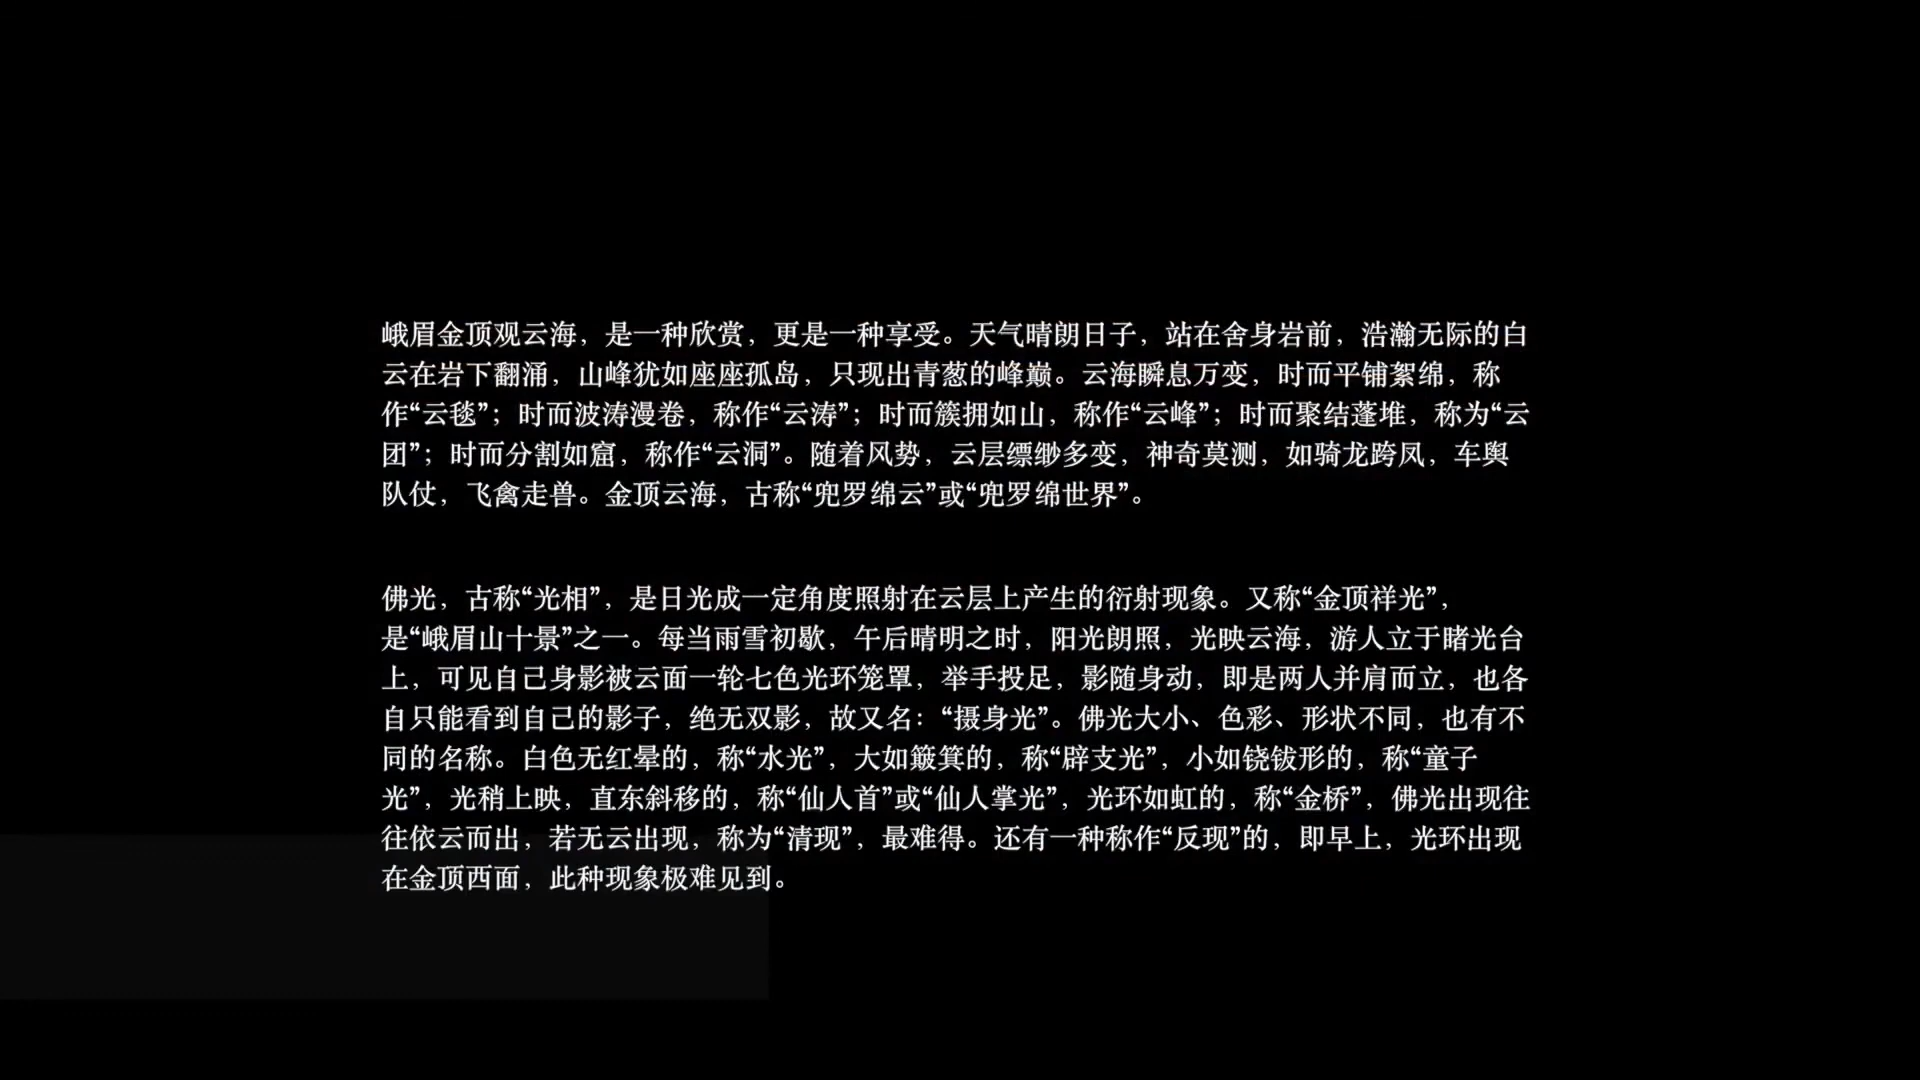 峨眉金顶观云海，是一种欣赏，更是一种享受。天气晴朗日子，站在舍身岩前，浩瀚无际的白
云在岩下翻涌，山峰犹如座座孤岛，只现出青葱的峰巅。云海瞬息万变，时而平铺絮绵，称
作“云毯”；时而波涛漫卷，称作“云涛”；时而簇拥如山，称作“云峰”；时而聚结蓬堆，称为“云
团”；时而分割如窟，称作“云洞”。随着风势，云层缥缈多变，神奇莫测，如骑龙跨凤，车舆
队仗，飞禽走兽。金顶云海，古称“兜罗绵云”或“兜罗绵世界”。
佛光，古称“光相”，是日光成一定角度照射在云层上产生的衍射现象。又称“金顶祥光”，
是“峨眉山十景”之一。每当雨雪初歇，午后晴明之时，阳光朗照，光映云海，游人立于睹光台
上，可见自己身影被云面一轮七色光环笼罩，举手投足，影随身动，即是两人并肩而立，也各
自只能看到自己的影子，绝无双影，故又名：“摄身光”。佛光大小、色彩、形状不同，也有不
同的名称。白色无红晕的，称“水光”，大如簸箕的，称“辟支光”，小如铙钹形的，称“童子
光”，光稍上映，直东斜移的，称“仙人首”或“仙人掌光”，光环如虹的，称“金桥”，佛光出现往
往依云而出，若无云出现，称为“清现”，最难得。还有一种称作“反现”的，即早上，光环出现
在金顶西面，此种现象极难见到。